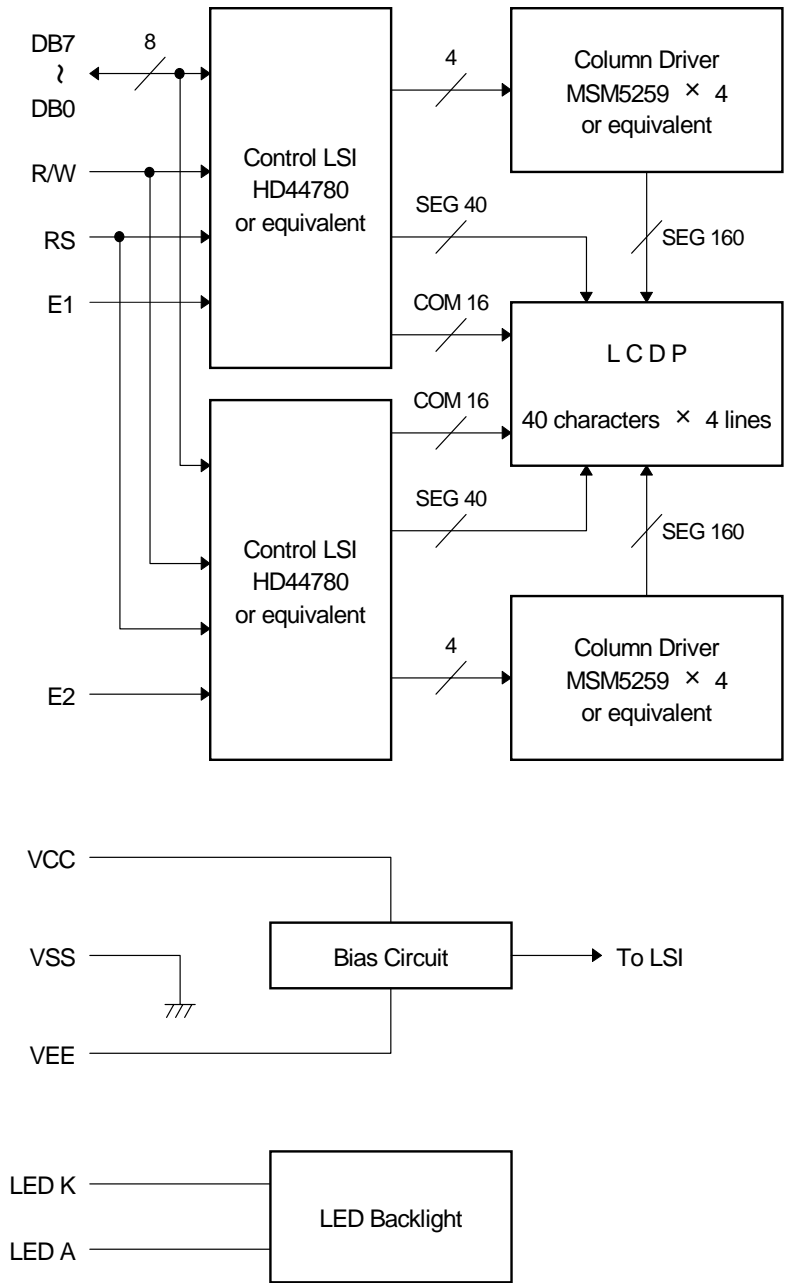 DB7
~
DB0
8
R/W
RS
E1
Control LSI
HD44780
or equivalent
4
Column Driver
MSM5259 × 4
or equivalent
SEG 40
SEG 160
COM 16
L C D P
40 characters × 4 lines
COM 16
SEG 40
SEG 160
Control LSI
HD44780
or equivalent
E2
4
Column Driver
MSM5259 × 4
or equivalent
VCC
VSS
VEE
Bias Circuit
To LSI
LED K
LED A
LED Backlight